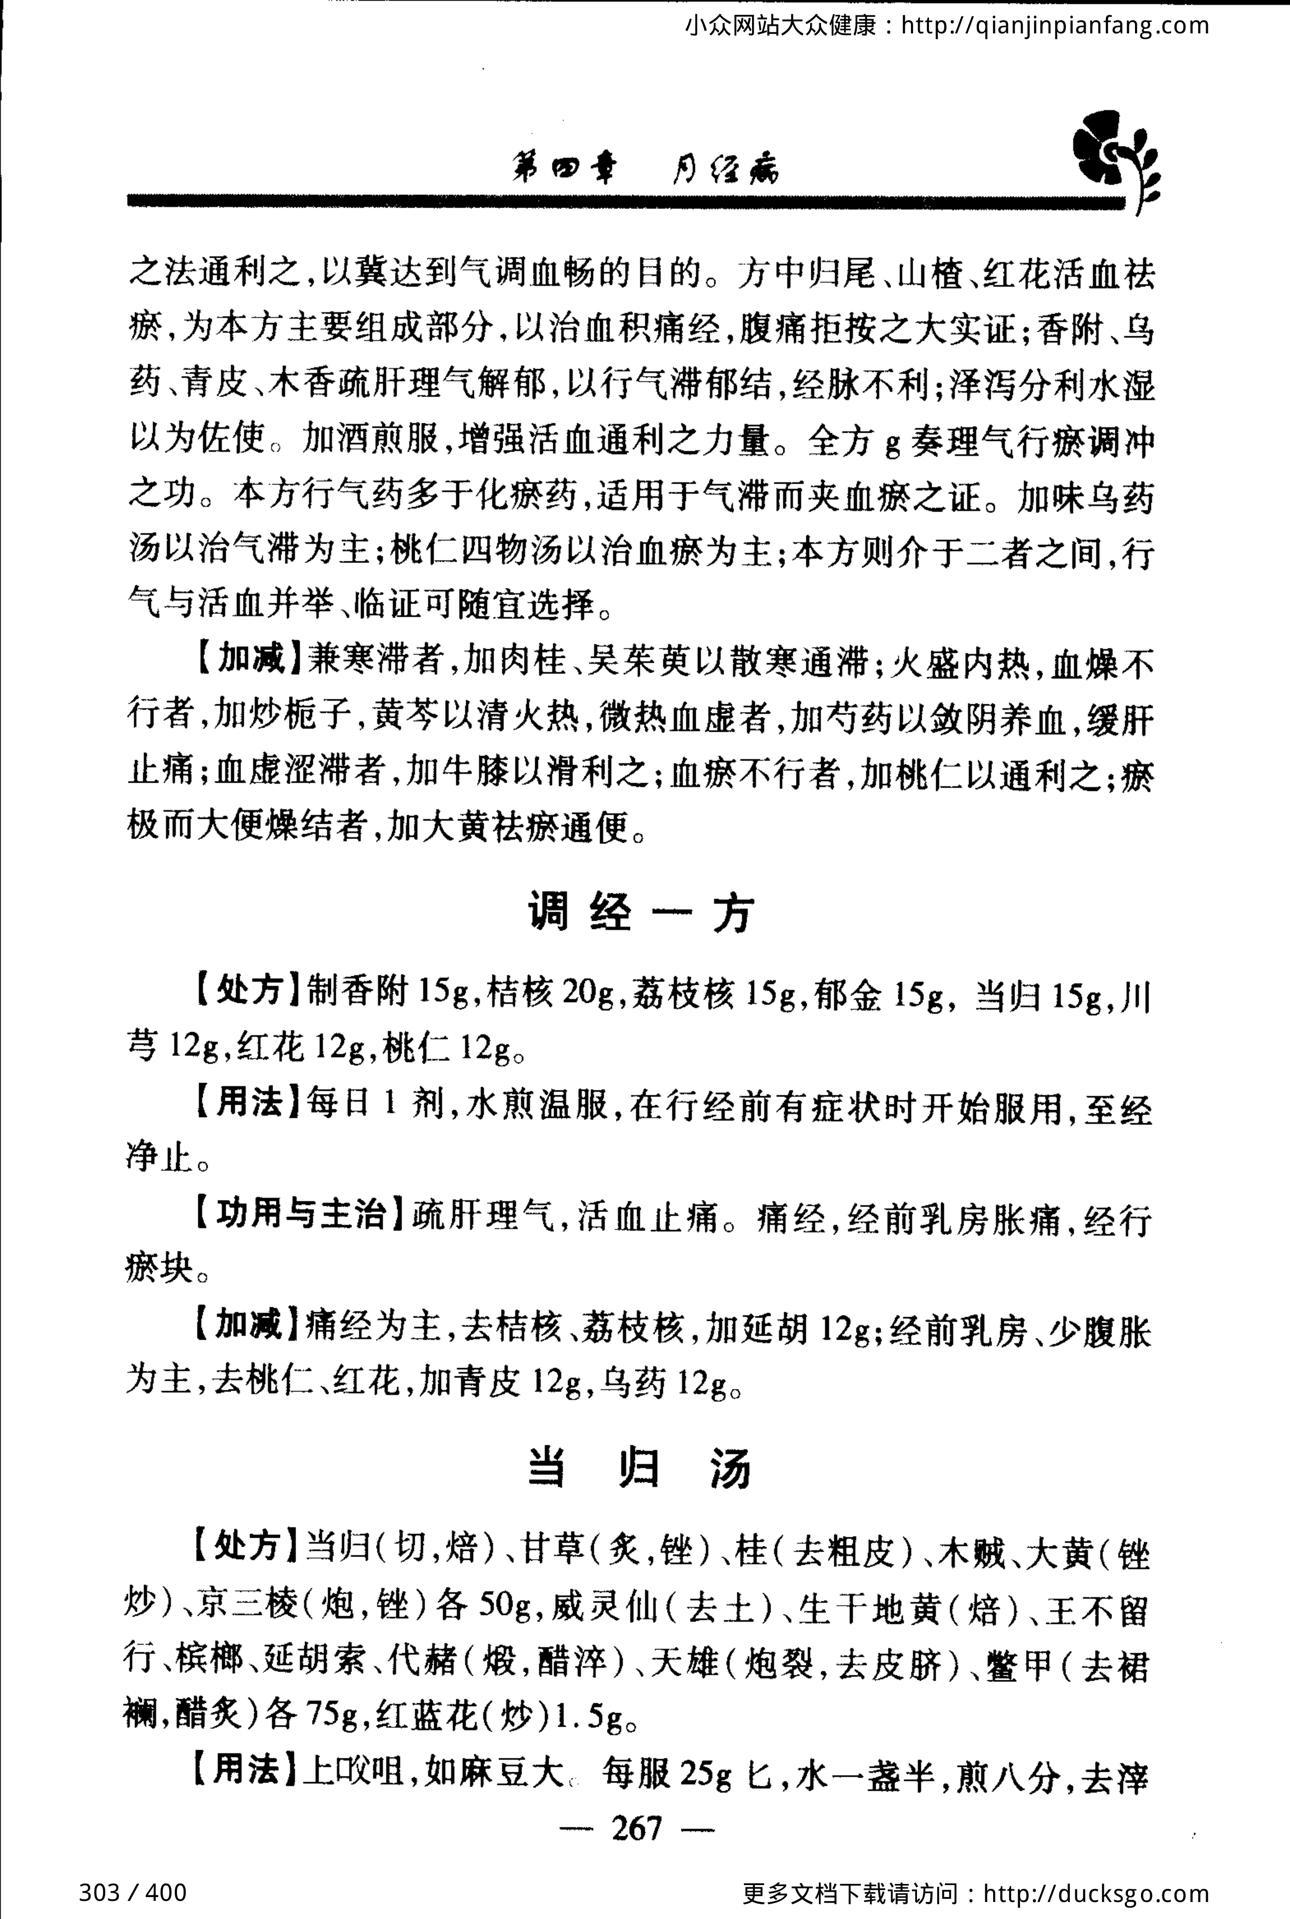 小众网站大众健康：http://qianjinpianfang.com
第四章 月经病
之法通利之,以冀达到气调血畅的目的。方中归尾、山楂、红花活血祛
瘀,为本方主要组成部分,以治血积痛经,腹痛拒按之大实证;香附、乌
药、青皮、木香疏肝理气解郁,以行气滞郁结,经脉不利;泽泻分利水湿
以为佐使。加酒煎服,增强活血通利之力量。全方 g 奏理气行瘀调冲
之功。本方行气药多于化瘀药,适用于气滞而夹血瘀之证。加味乌药
汤以治气滞为主;桃仁四物汤以治血瘀为主;本方则介于二者之间,行
气与活血并举、临证可随宜选择。
【加减】兼寒滞者,加肉桂、吴茱萸以散寒通滞;火盛内热,血燥不
行者,加炒栀子,黄芩以清火热,微热血虚者,加芍药以敛阴养血,缓肝
止痛;血虚涩滞者,加牛膝以滑利之;血瘀不行者,加桃仁以通利之;瘀
极而大便燥结者,加大黄祛瘀通便。
调经一方
【处方】制香附 15g,桔核 20g,荔枝核 15g,郁金 15g, 当归 15g,川
芎 12g,红花 12g,桃仁 12g。
【用法】每日 1 剂,水煎温服,在行经前有症状时开始服用,至经
净止。
【功用与主治】疏肝理气,活血止痛。痛经,经前乳房胀痛,经行
瘀块。
【加减】痛经为主,去桔核、荔枝核,加延胡 12g;经前乳房、少腹胀
为主,去桃仁、红花,加青皮 12g,乌药 12g。
当归汤
【处方】当归(切,焙)、甘草(炙,锉)、桂(去粗皮)、木贼、大黄(锉
炒)、京三棱(炮,锉)各 50g,威灵仙(去土)、生干地黄(焙)、王不留
行、槟榔、延胡索、代赭(煅,醋淬)、天雄(炮裂,去皮脐)、鳖甲(去裙
襕,醋炙)各 75g,红蓝花(炒)1.5g。
【用法】上㕮咀,如麻豆大。 每服 25g 匕,水一盏半,煎八分,去滓
— 267 —
303 / 400
更多文档下载请访问：http://ducksgo.com